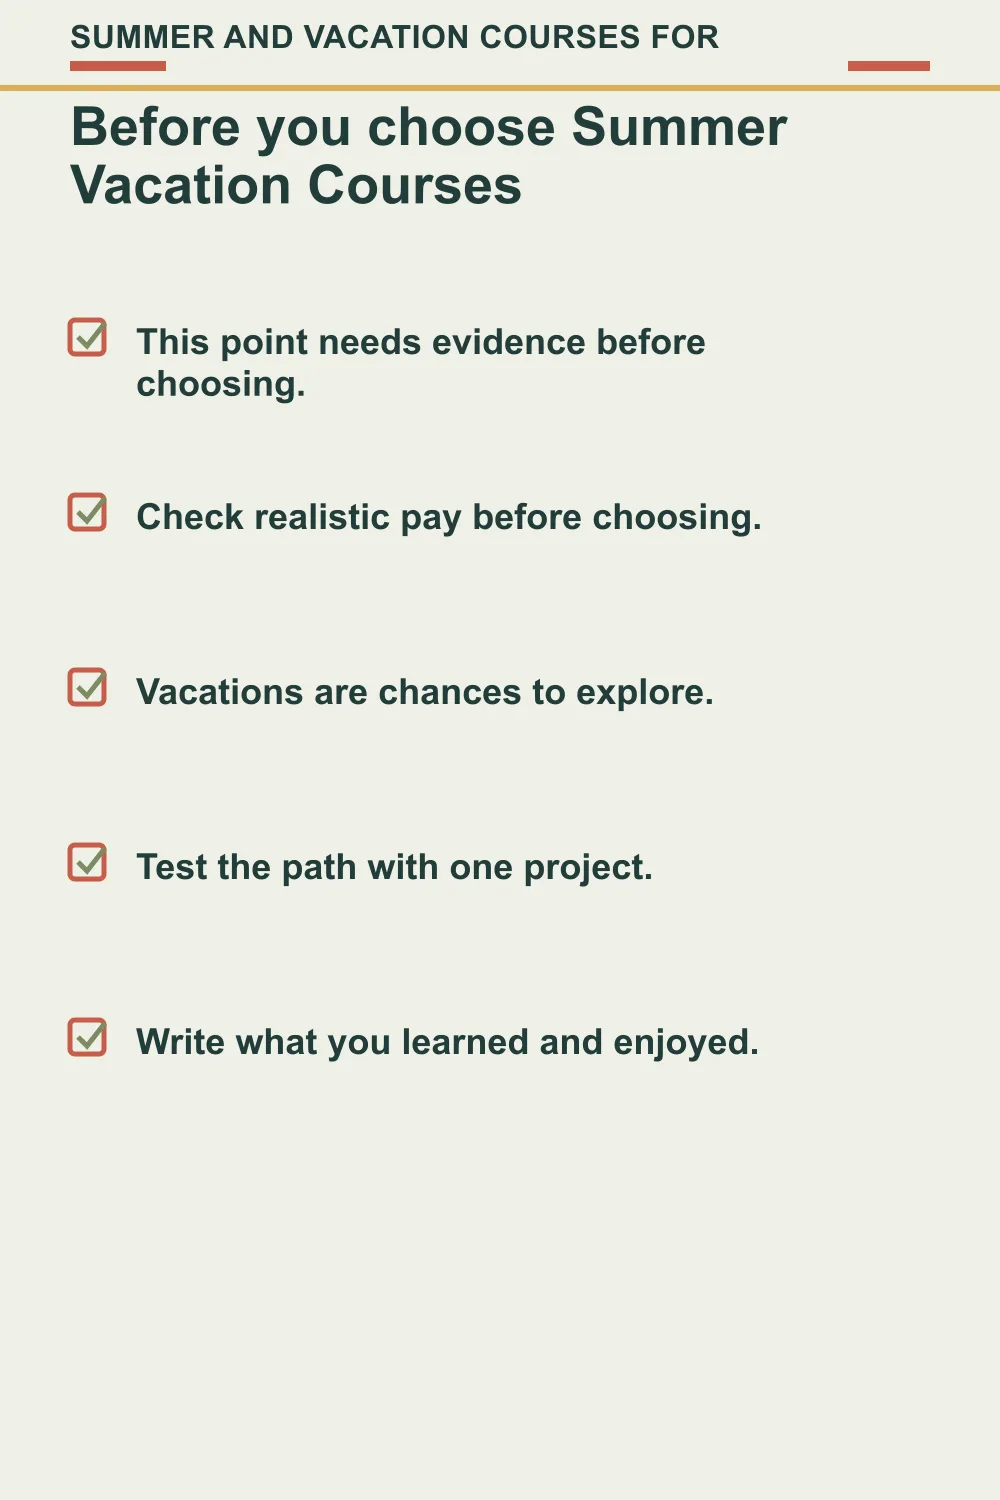 SUMMER AND VACATION COURSES FOR
Before you choose Summer
Vacation Courses
This point needs evidence before
choosing.
Check realistic pay before choosing.
Vacations are chances to explore.
Test the path with one project.
Write what you learned and enjoyed.